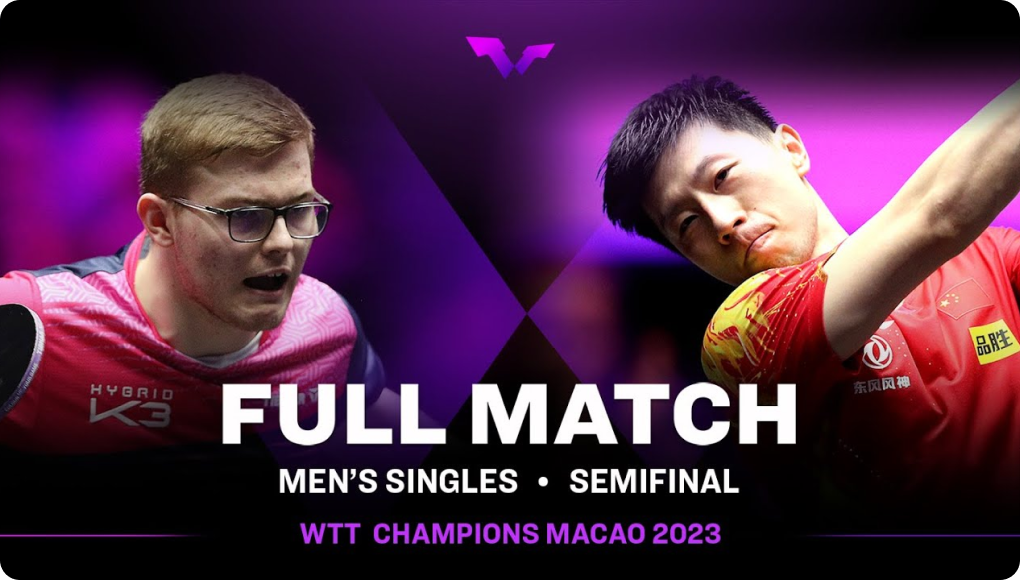 HYBRID
K3
东风风神
品胜
FULL MATCH
MEN'S SINGLES • SEMIFINAL
WTT CHAMPIONS MACAO 2023